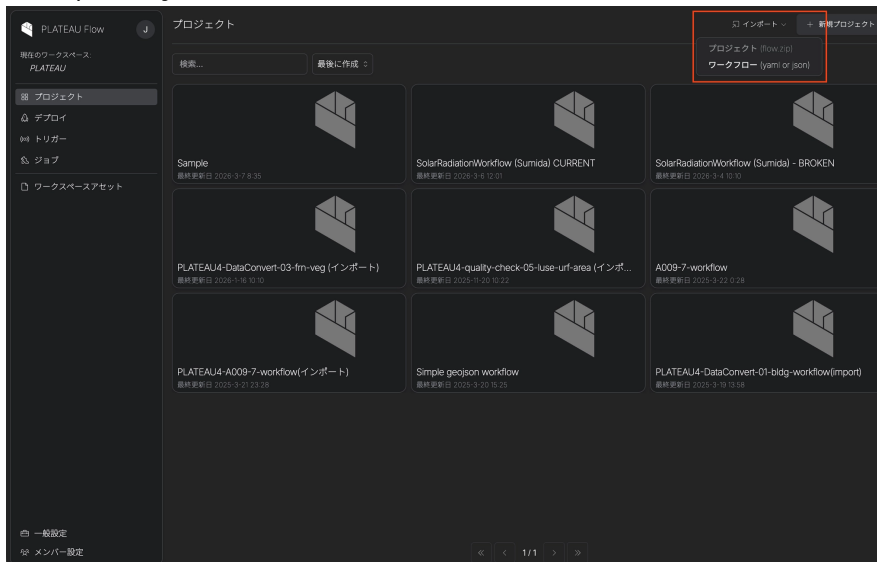 PLATEAU Flow
J
現在のワークスペース:
PLATEAU
プロジェクト
デプロイ
トリガー
ジョブ
ワークスペースアセット
一般設定
メンバー設定
プロジェクト
インポート
+ 新規プロジェクト
プロジェクト (flow.zip)
ワークフロー (yaml or json)
検索...
最後に作成
Sample
最終更新日 2026-3-7 8:35
SolarRadiationWorkflow (Sumida) CURRENT
最終更新日 2026-3-6 12:01
SolarRadiationWorkflow (Sumida) - BROKEN
最終更新日 2026-3-4 10:10
PLATEAU4-DataConvert-03-frn-veg (インポート)
最終更新日 2026-1-16 10:10
PLATEAU4-quality-check-05-luse-urf-area (インポ...
最終更新日 2025-11-20 10:22
A009-7-workflow
最終更新日 2025-3-22 0:28
PLATEAU4-A009-7-workflow(インポート)
最終更新日 2025-3-21 23:28
Simple geojson workflow
最終更新日 2025-3-20 15:25
PLATEAU4-DataConvert-01-bldg-workflow(import)
最終更新日 2025-3-19 13:58
« < 1 / 1 > »